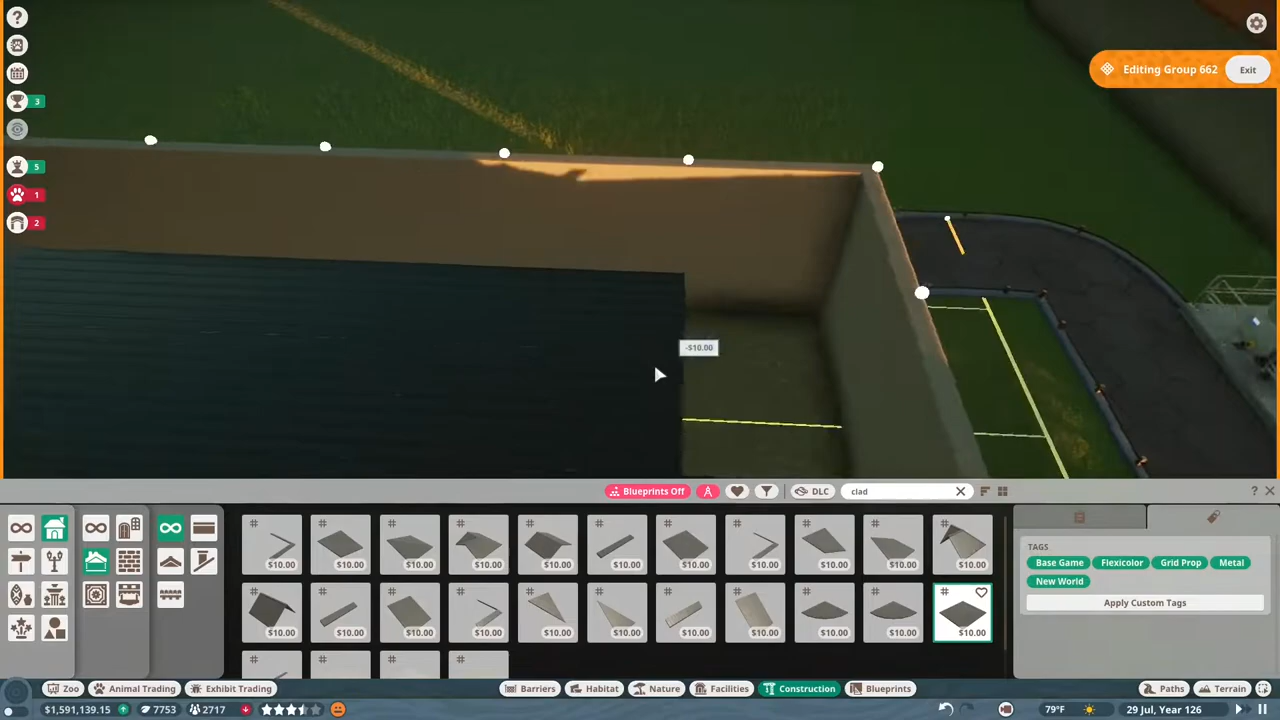 ?
Editing Group 662 Exit
3
5
1
2
-$10.00
Blueprints Off DLC clad ?
$10.00 $10.00 $10.00 $10.00 $10.00 $10.00 $10.00 $10.00 $10.00 $10.00 $10.00
TAGS
Base Game Flexicolor Grid Prop Metal
New World
Apply Custom Tags
$10.00 $10.00 $10.00 $10.00 $10.00 $10.00 $10.00 $10.00 $10.00 $10.00 $10.00
Zoo Animal Trading Exhibit Trading Barriers Habitat Nature Facilities Construction Blueprints Paths Terrain
$1,591,139.15 7753 2717 79°F 29 Jul, Year 126